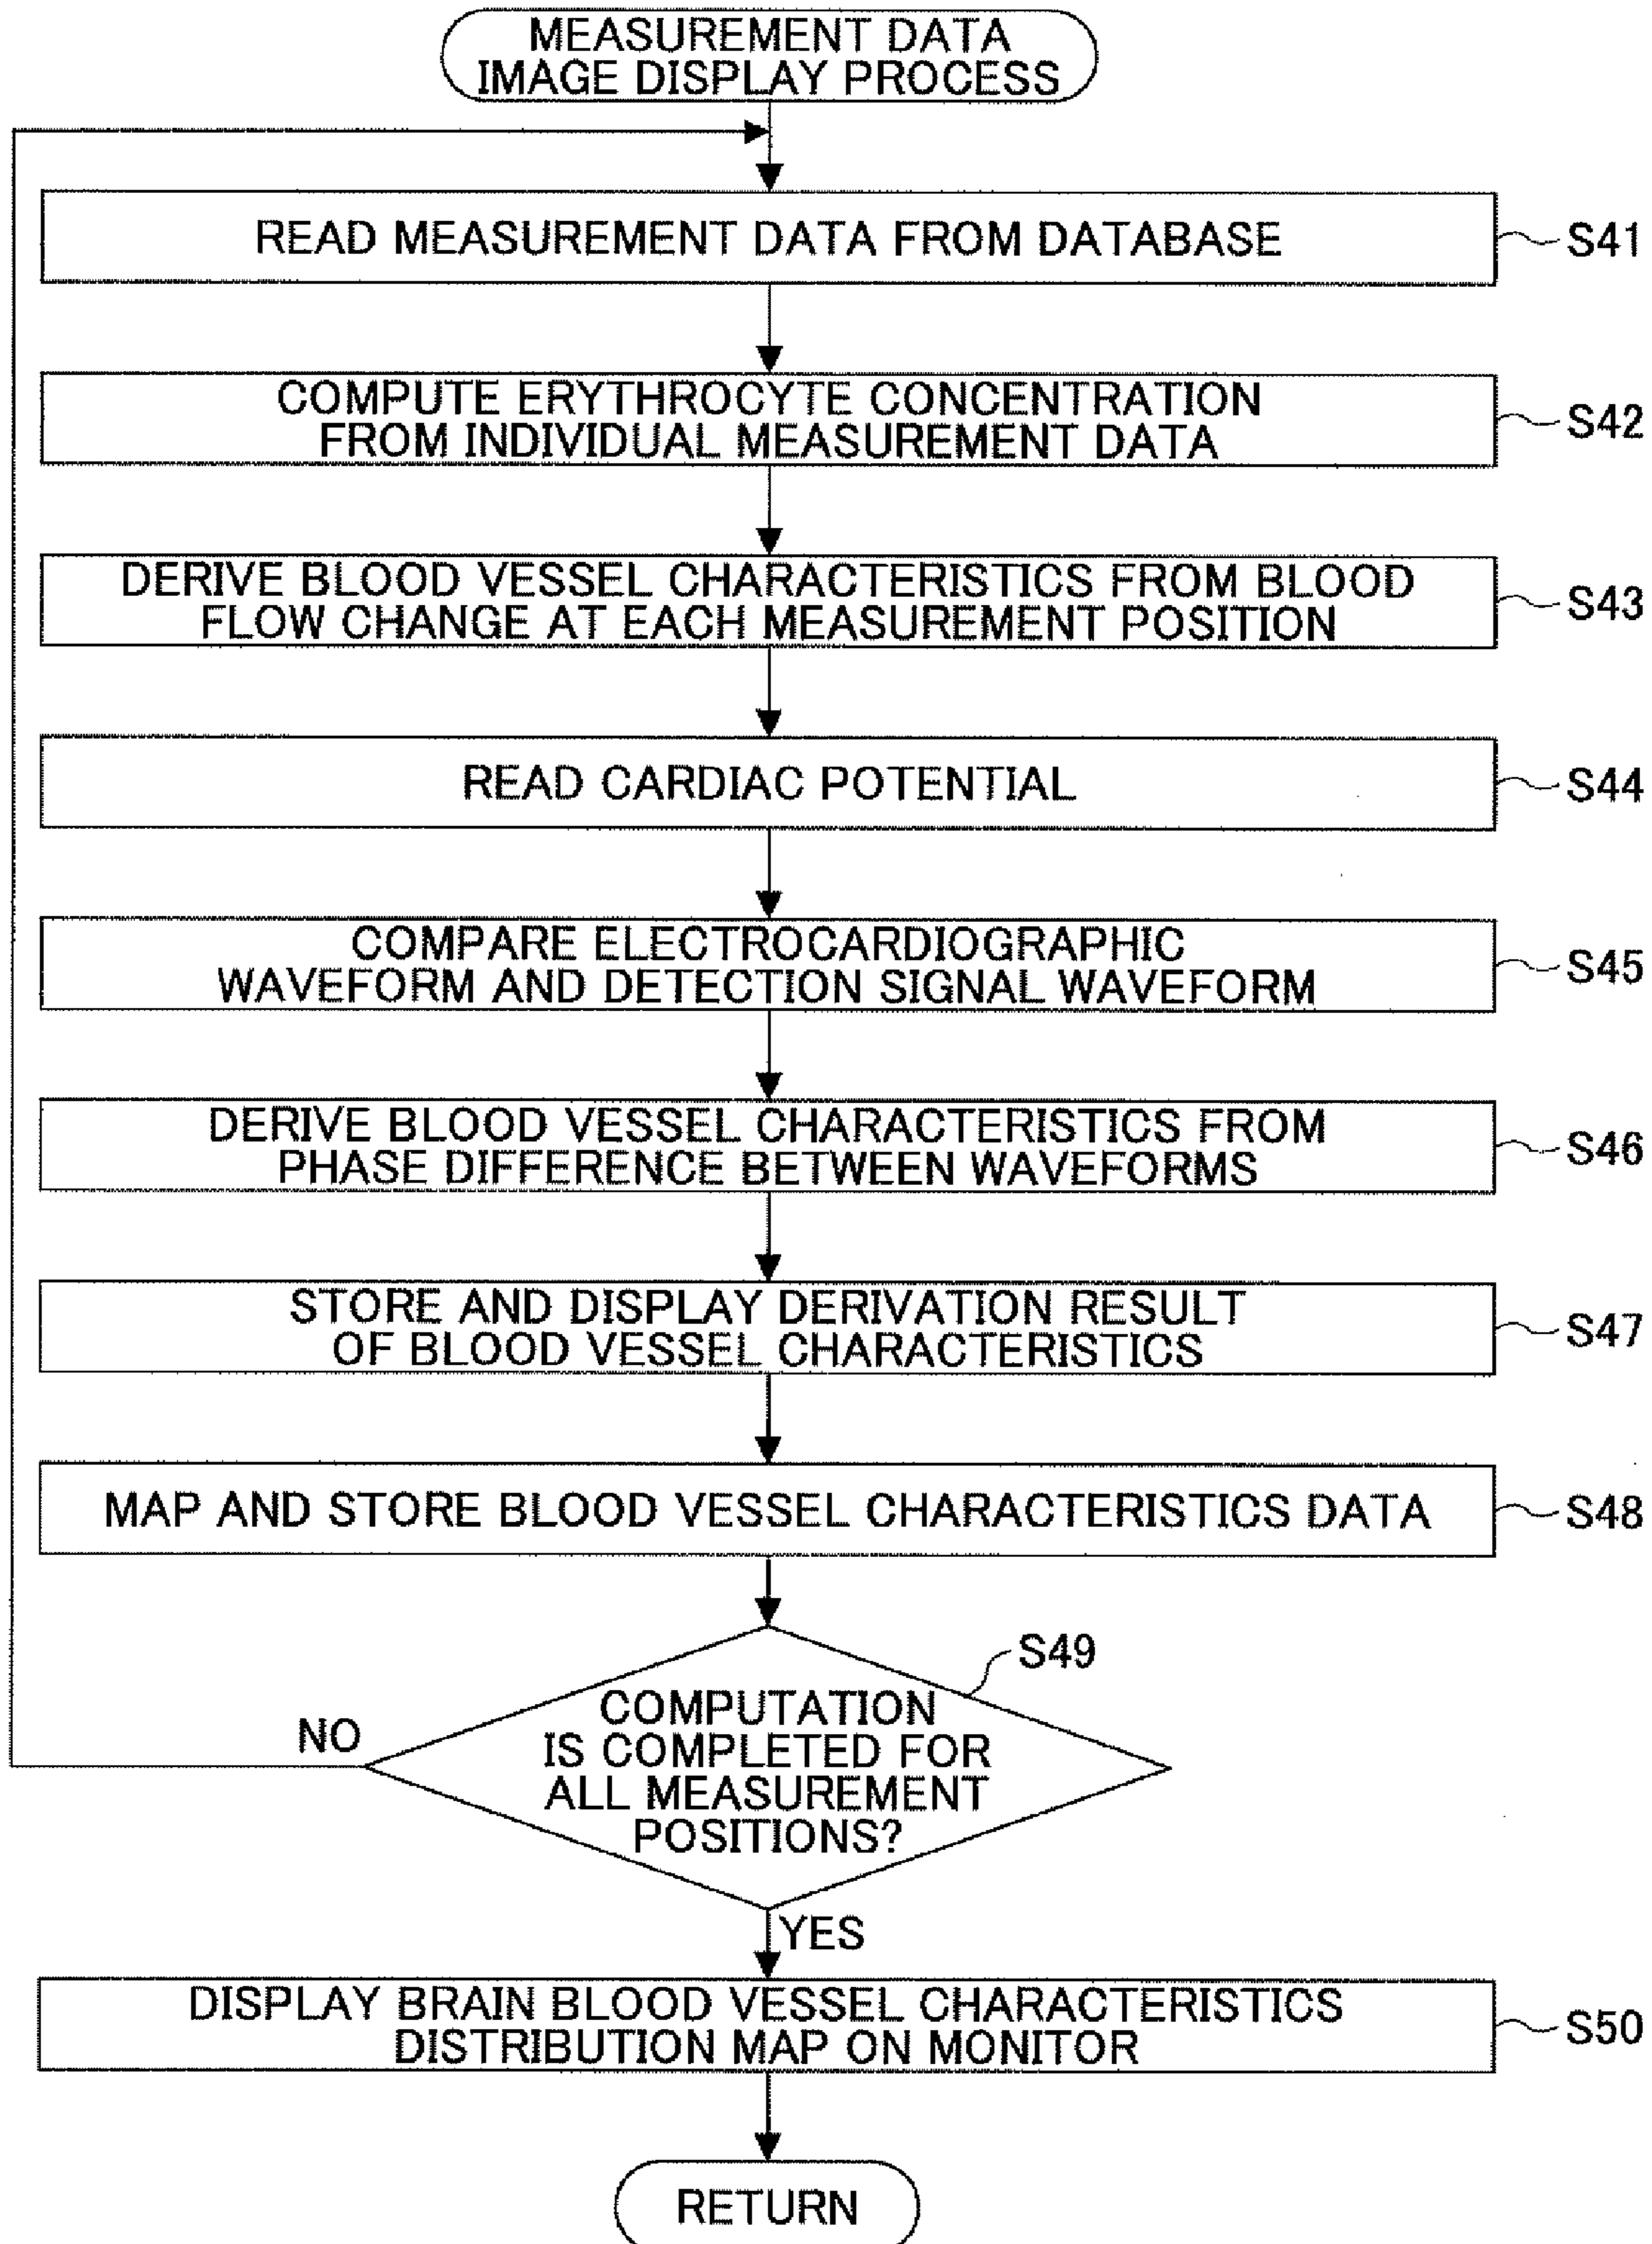 MEASUREMENT DATA
IMAGE DISPLAY PROCESS
READ MEASUREMENT DATA FROM DATABASE
S41
COMPUTE ERYTHROCYTE CONCENTRATION
FROM INDIVIDUAL MEASUREMENT DATA
S42
DERIVE BLOOD VESSEL CHARACTERISTICS FROM BLOOD
FLOW CHANGE AT EACH MEASUREMENT POSITION
S43
READ CARDIAC POTENTIAL
S44
COMPARE ELECTROCARDIOGRAPHIC
WAVEFORM AND DETECTION SIGNAL WAVEFORM
S45
DERIVE BLOOD VESSEL CHARACTERISTICS FROM
PHASE DIFFERENCE BETWEEN WAVEFORMS
S46
STORE AND DISPLAY DERIVATION RESULT
OF BLOOD VESSEL CHARACTERISTICS
S47
MAP AND STORE BLOOD VESSEL CHARACTERISTICS DATA
S48
S49
COMPUTATION
IS COMPLETED FOR
ALL MEASUREMENT
POSITIONS?
NO
YES
DISPLAY BRAIN BLOOD VESSEL CHARACTERISTICS
DISTRIBUTION MAP ON MONITOR
S50
RETURN